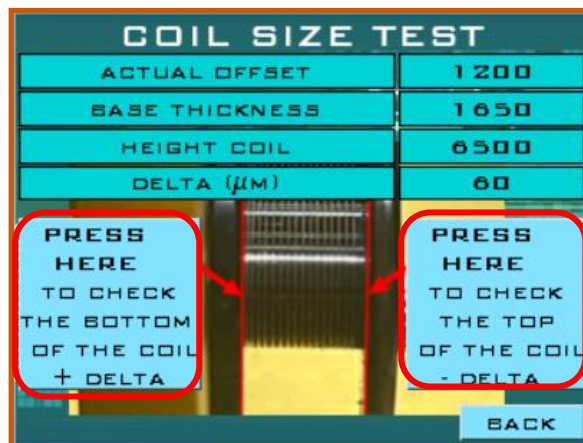 COIL SIZE TEST
ACTUAL OFFSET 1200
BASE THICKNESS 1650
HEIGHT COIL 6500
DELTA (µM) 60
PRESS
HERE
TO CHECK
THE BOTTOM
OF THE COIL
+ DELTA
PRESS
HERE
TO CHECK
THE TOP
OF THE COIL
- DELTA
BACK